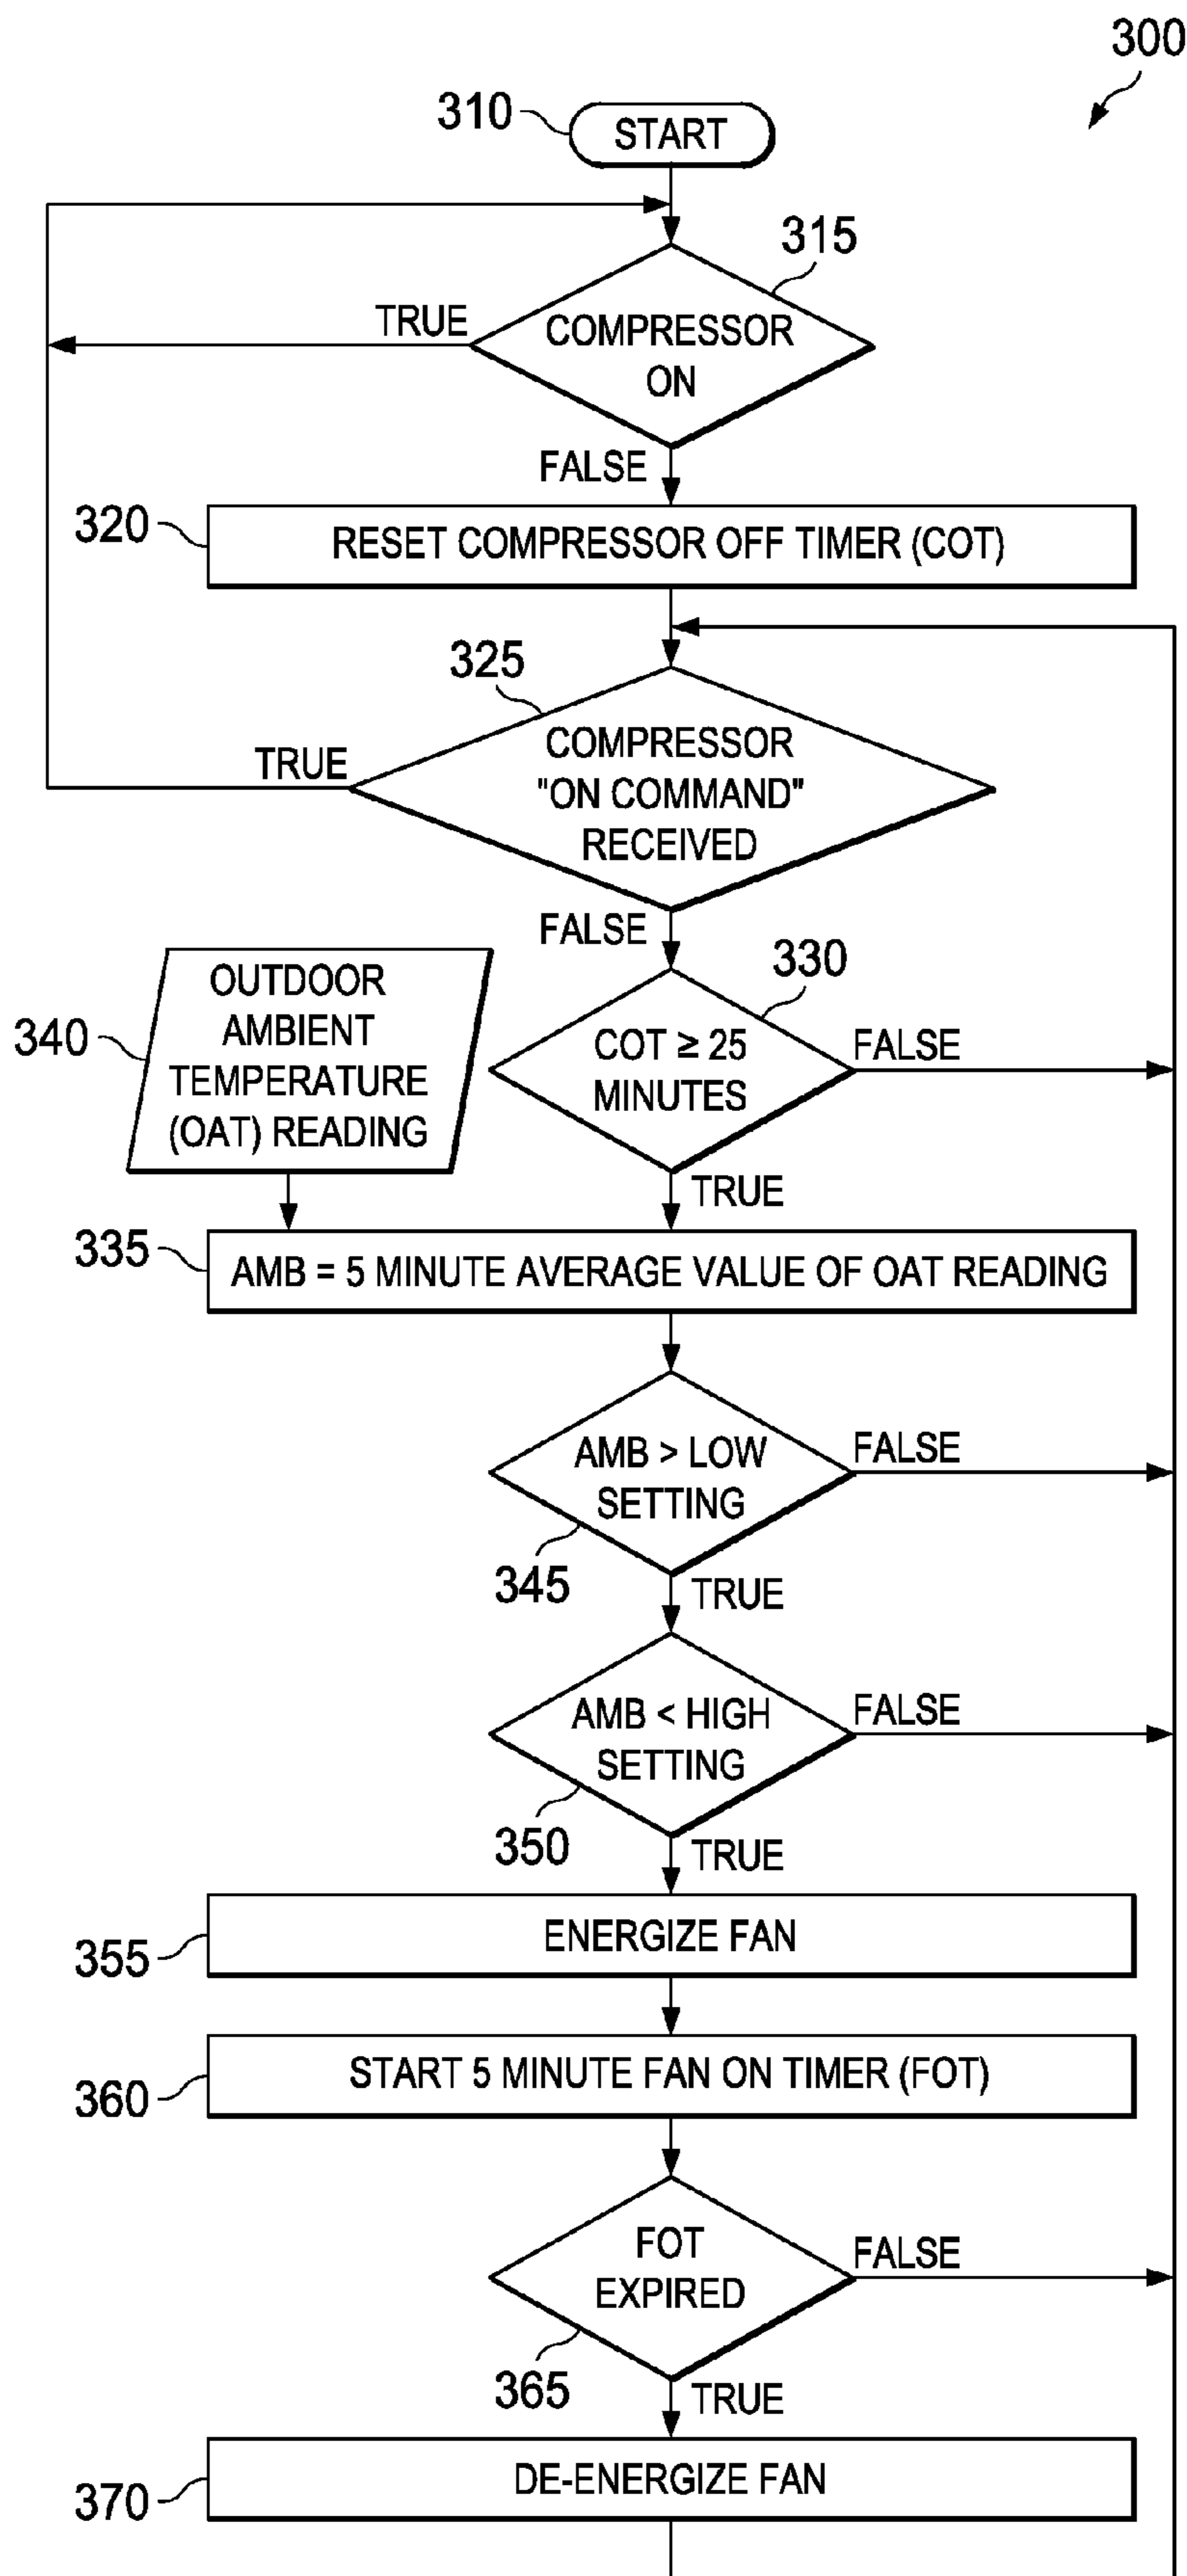 300
310
START
315
TRUE
COMPRESSOR
ON
FALSE
320
RESET COMPRESSOR OFF TIMER (COT)
325
COMPRESSOR
"ON COMMAND"
RECEIVED
TRUE
FALSE
330
COT ≥ 25
MINUTES
FALSE
TRUE
340
OUTDOOR
AMBIENT
TEMPERATURE
(OAT) READING
335
AMB = 5 MINUTE AVERAGE VALUE OF OAT READING
AMB > LOW
SETTING
FALSE
345
TRUE
AMB < HIGH
SETTING
FALSE
350
TRUE
355
ENERGIZE FAN
360
START 5 MINUTE FAN ON TIMER (FOT)
FOT
EXPIRED
FALSE
365
TRUE
370
DE-ENERGIZE FAN